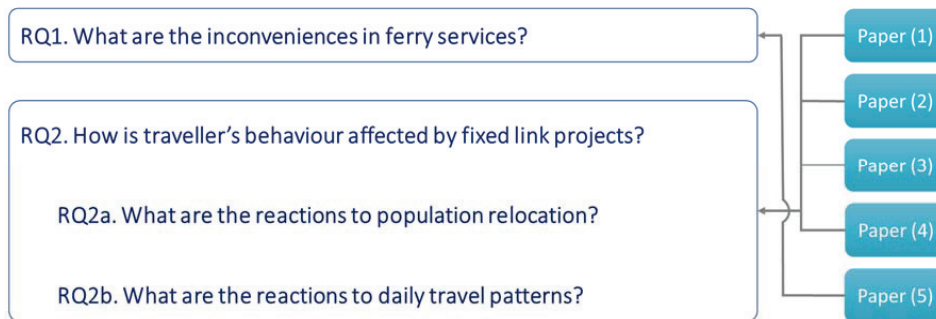 RQ1. What are the inconveniences in ferry services?
RQ2. How is traveller's behaviour affected by fixed link projects?
RQ2a. What are the reactions to population relocation?
RQ2b. What are the reactions to daily travel patterns?
Paper (1)
Paper (2)
Paper (3)
Paper (4)
Paper (5)